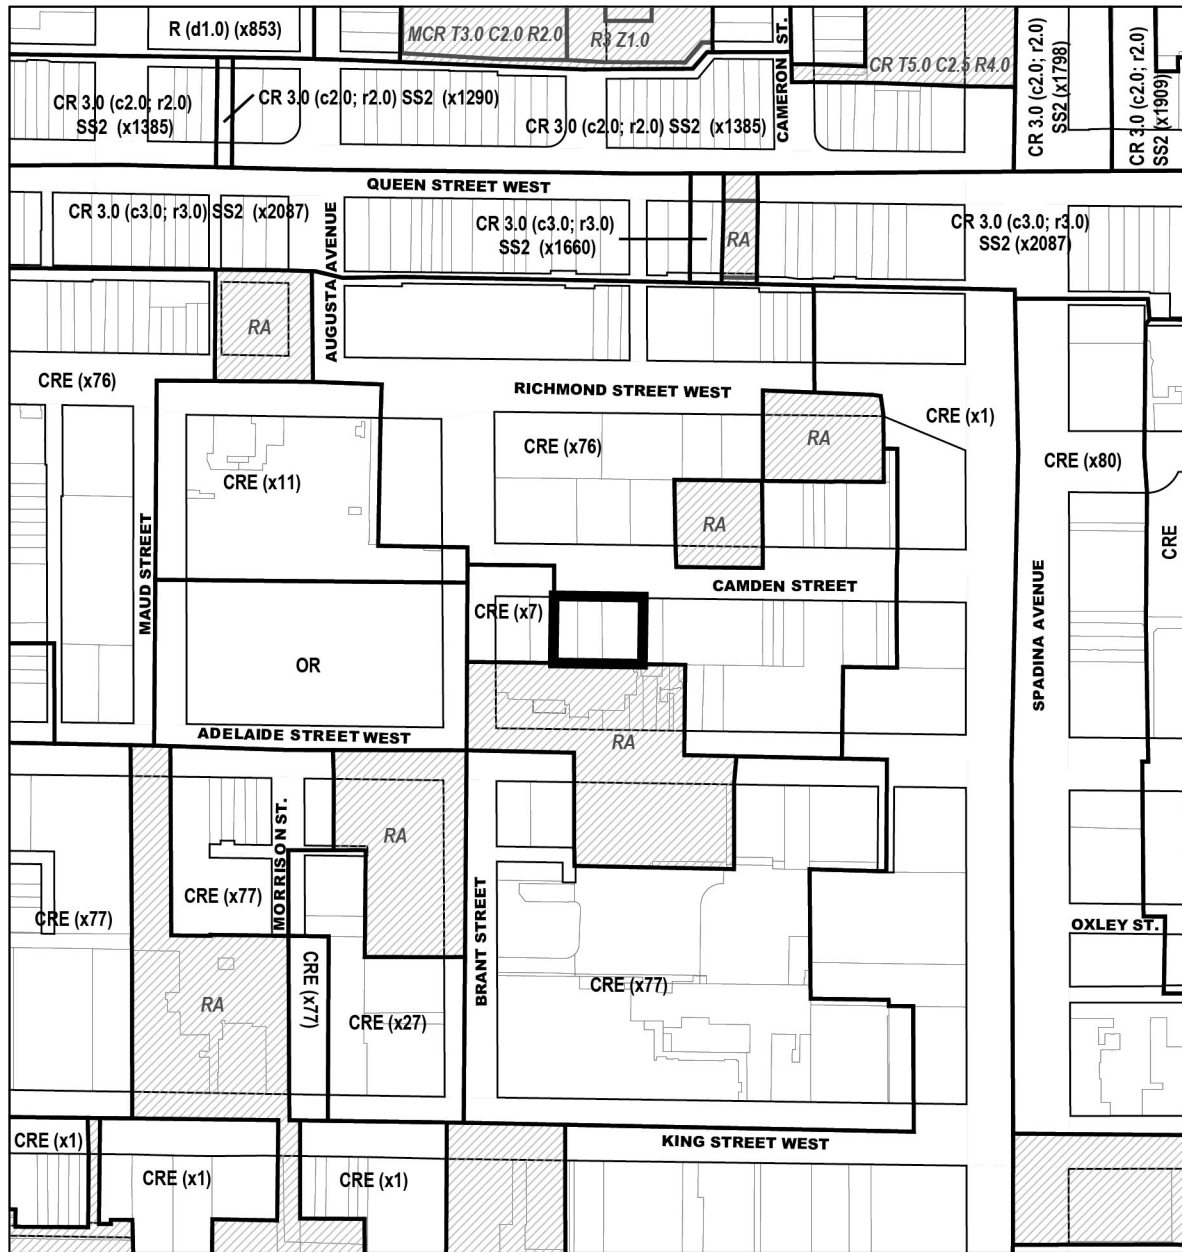 R (d1.0) (x853)
MCR T3.0 C2.0 R2.0
R3 Z1.0
CAMERON ST.
CR T5.0 C2.5 R4.0
CR 3.0 (c2.0; r2.0)
SS2 (x1798)
CR 3.0 (c2.0; r2.0)
SS2 (x1909)
CR 3.0 (c2.0; r2.0)
SS2 (x1385)
CR 3.0 (c2.0; r2.0) SS2 (x1290)
CR 3.0 (c2.0; r2.0) SS2 (x1385)
QUEEN STREET WEST
CR 3.0 (c3.0; r3.0) SS2 (x2087)
AUGUSTA AVENUE
CR 3.0 (c3.0; r3.0)
SS2 (x1660)
RA
CR 3.0 (c3.0; r3.0)
SS2 (x2087)
RA
CRE (x76)
RICHMOND STREET WEST
CRE (x1)
CRE (x76)
RA
CRE (x80)
CRE (x11)
RA
CRE
MAUD STREET
CAMDEN STREET
CRE (x7)
SPADINA AVENUE
OR
ADELAIDE STREET WEST
RA
MORRISON ST.
RA
CRE (x77)
CRE (x77)
BRANT STREET
OXLEY ST.
CRE (x77)
RA
CRE (x77)
CRE (x27)
CRE (x1)
KING STREET WEST
CRE (x1)
CRE (x1)